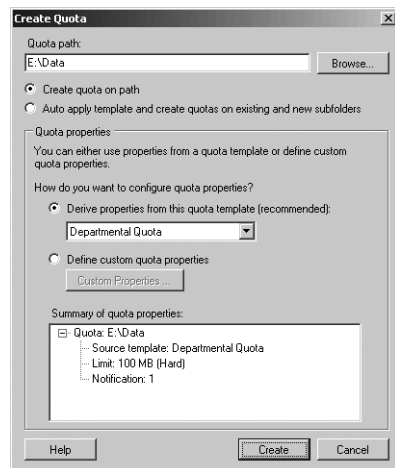 Create Quota
Quota path:
E:\Data
Browse...
Create quota on path
Auto apply template and create quotas on existing and new subfolders
Quota properties
You can either use properties from a quota template or define custom
quota properties.
How do you want to configure quota properties?
Derive properties from this quota template (recommended):
Departmental Quota
Define custom quota properties
Custom Properties ...
Summary of quota properties:
Quota: E:\Data
Source template: Departmental Quota
Limit: 100 MB (Hard)
Notification: 1
Help
Create
Cancel